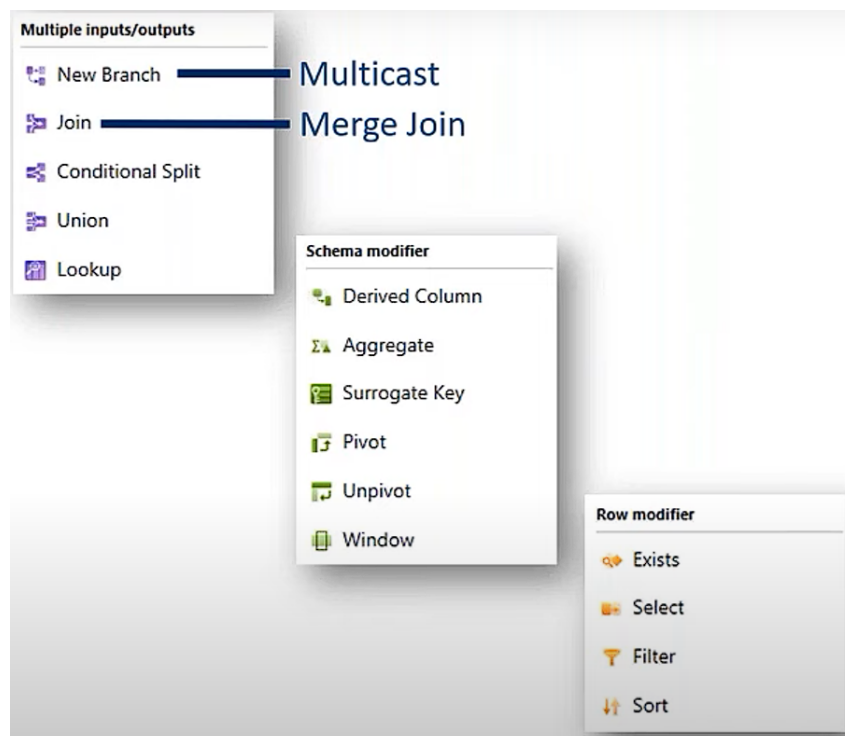 Multiple inputs/outputs
New Branch
Multicast
Join
Merge Join
Conditional Split
Union
Lookup
Schema modifier
Derived Column
Aggregate
Surrogate Key
Pivot
Unpivot
Window
Row modifier
Exists
Select
Filter
Sort